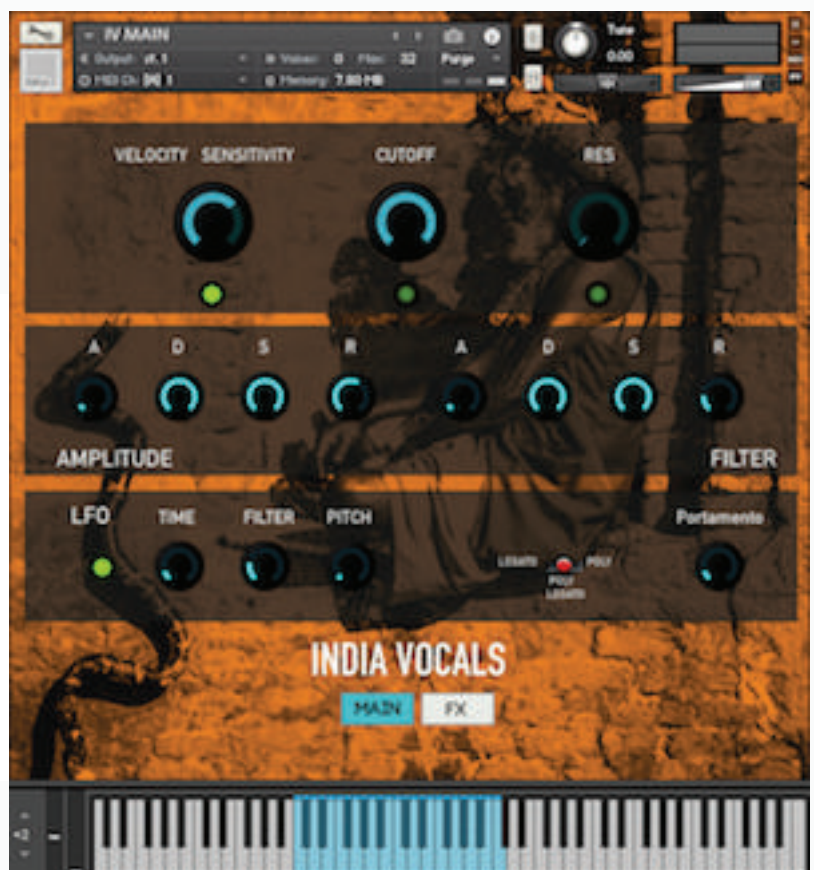 IV MAIN
Output: st.1 Voices: 0 Max: 32 Purge
MIDI Ch: [A] 1 Memory: 7.80 MB
Tune
0.00
VELOCITY SENSITIVITY CUTOFF RES
A D S R A D S R
AMPLITUDE FILTER
LFO TIME FILTER PITCH Portamento
LEGATO POLY
POLY
LEGATO
INDIA VOCALS
MAIN FX
+2